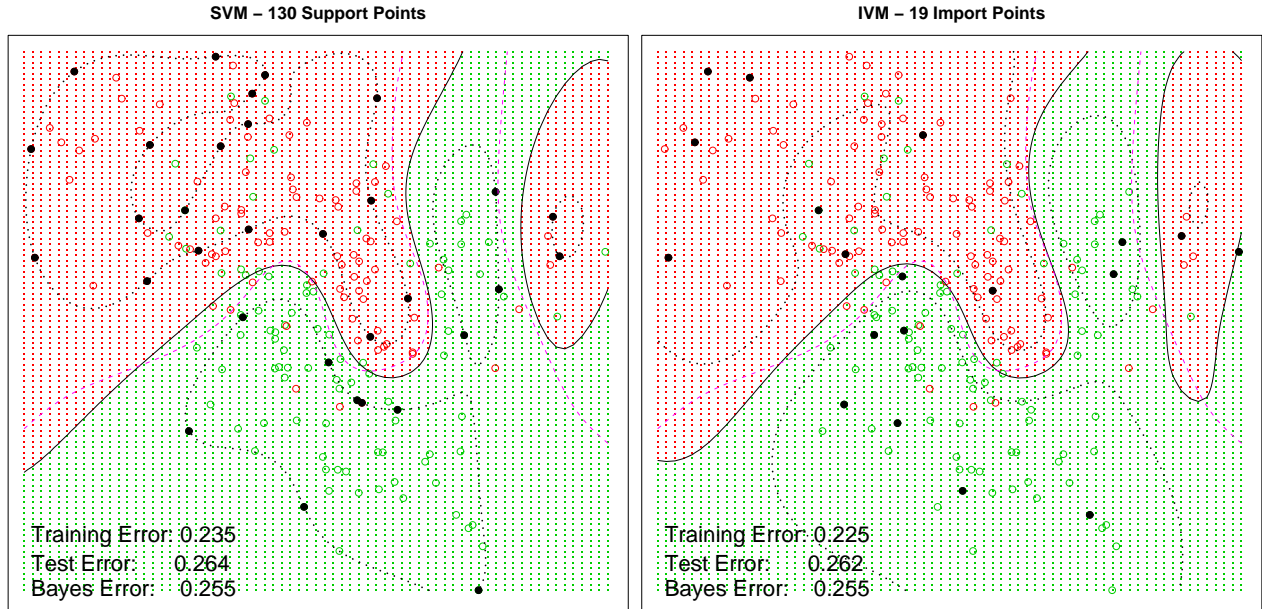 SVM – 130 Support Points
IVM – 19 Import Points
Training Error: 0.235
Test Error: 0.264
Bayes Error: 0.255
Training Error: 0.225
Test Error: 0.262
Bayes Error: 0.255